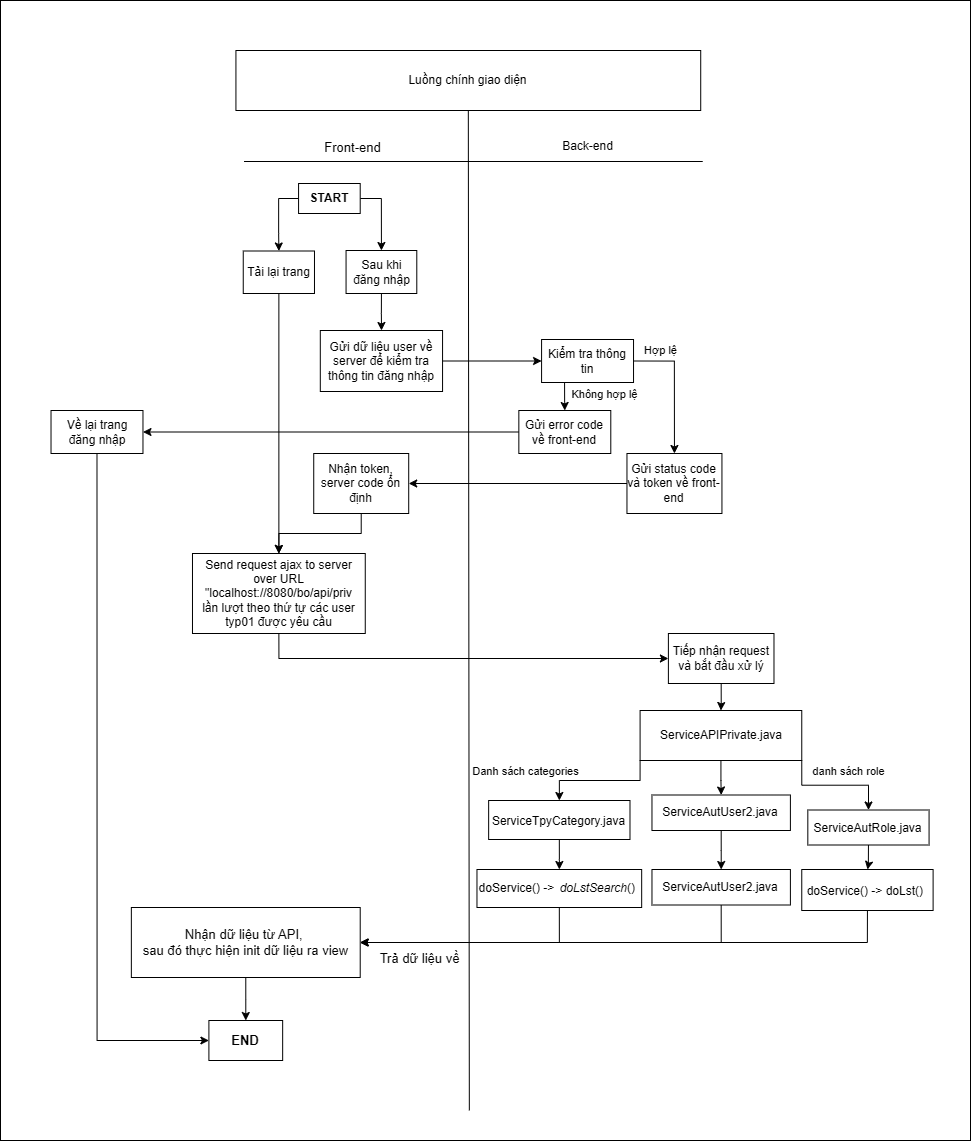 Luồng chính giao diện
Front-end
Back-end
START
Tải lại trang
Sau khi
đăng nhập
Gửi dữ liệu user về
server để kiểm tra
thông tin đăng nhập
Kiểm tra thông
tin
Hợp lệ
Không hợp lệ
Về lại trang
đăng nhập
Gửi error code
về front-end
Nhận token,
server code ổn
định
Gửi status code
và token về front-
end
Send request ajax to server
over URL
"localhost://8080/bo/api/priv
lần lượt theo thứ tự các user
typ01 được yêu cầu
Tiếp nhận request
và bắt đầu xử lý
ServiceAPIPrivate.java
Danh sách categories
danh sách role
ServiceTpyCategory.java
ServiceAutUser2.java
ServiceAutRole.java
doService() -> doLstSearch()
ServiceAutUser2.java
doService() -> doLst()
Nhận dữ liệu từ API,
sau đó thực hiện init dữ liệu ra view
Trả dữ liệu về
END